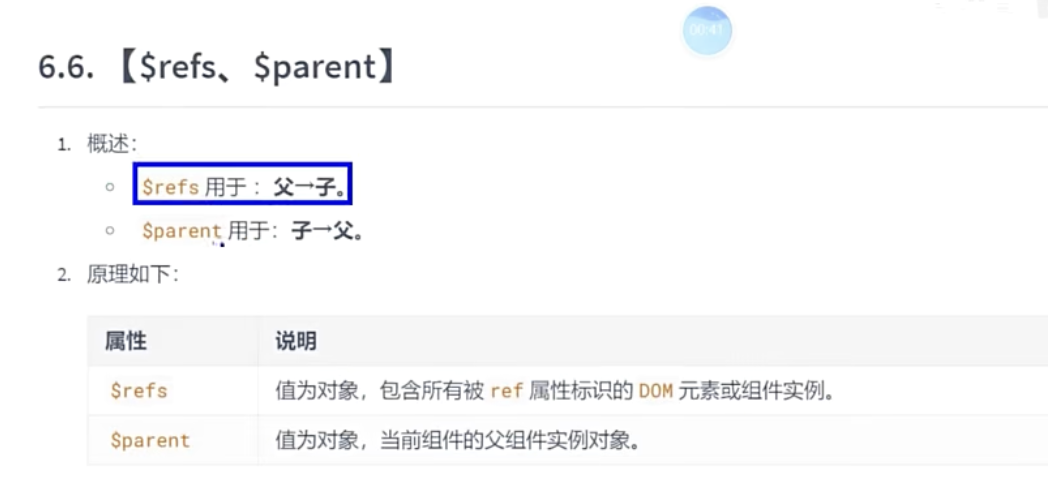 00:41
6.6. 【$refs、$parent】
1. 概述：
$refs 用于 ：父→子。
$parent 用于：子→父。
2. 原理如下：
属性 说明
$refs 值为对象，包含所有被 ref 属性标识的 DOM 元素或组件实例。
$parent 值为对象，当前组件的父组件实例对象。